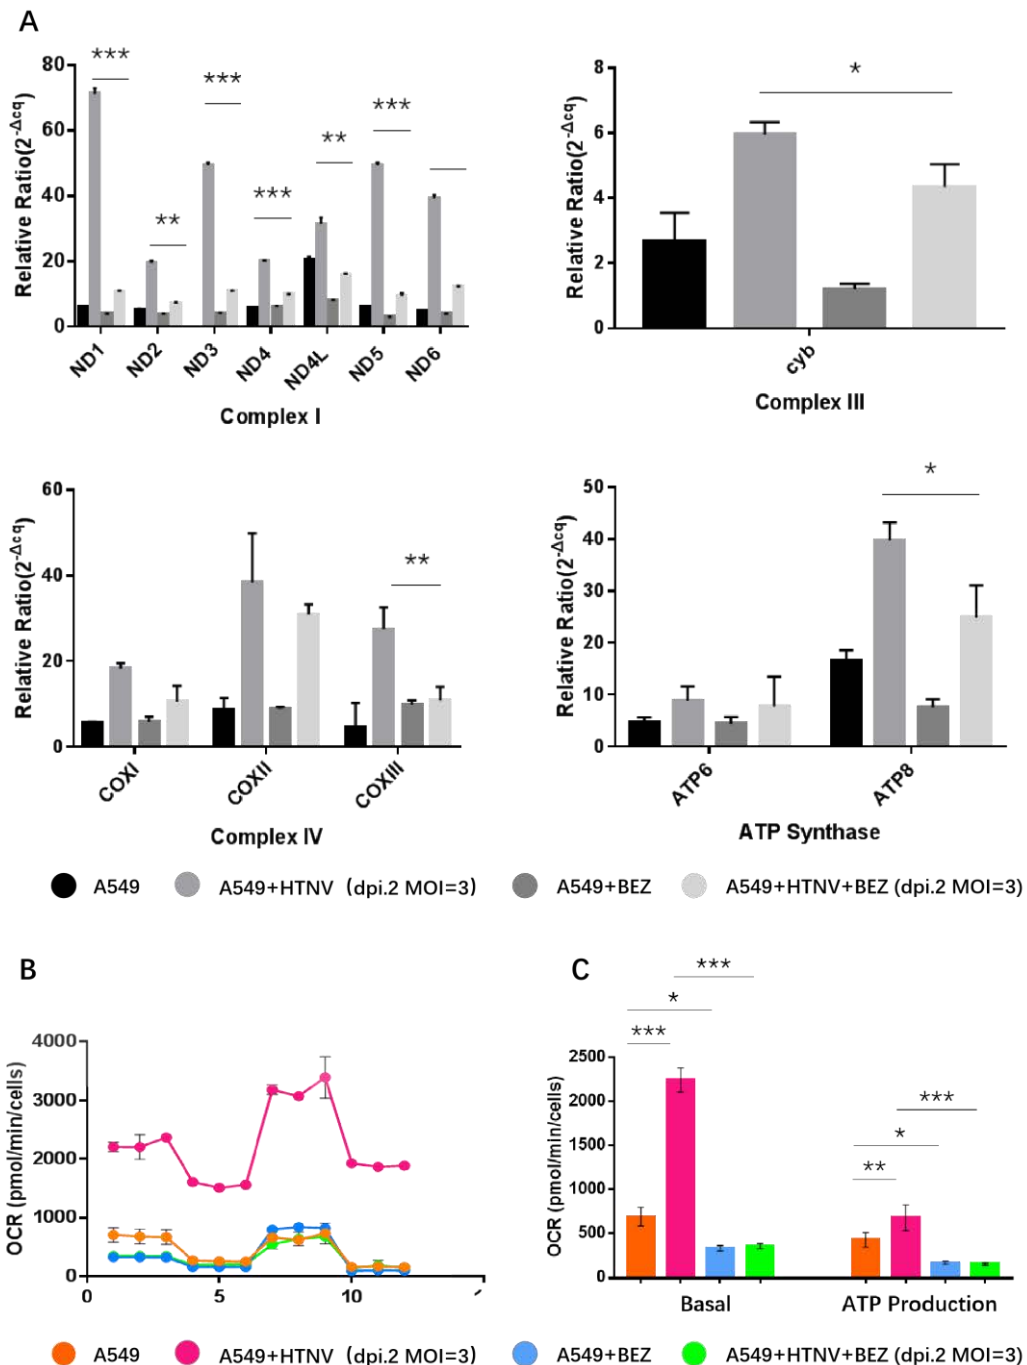 A
Relative Ratio(2-Δcq)
80
60
40
20
0
***
**
***
***
**
***
ND1
ND2
ND3
ND4
ND4L
ND5
ND6
Complex I
Relative Ratio(2-Δcq)
8
6
4
2
0
*
cyb
Complex III
Relative Ratio(2-Δcq)
60
40
20
0
**
COXI
COXII
COXIII
Complex IV
Relative Ratio(2-Δcq)
50
40
30
20
10
0
*
ATP6
ATP8
ATP Synthase
A549
A549+HTNV (dpi.2 MOI=3)
A549+BEZ
A549+HTNV+BEZ (dpi.2 MOI=3)
B
OCR (pmol/min/cells)
4000
3000
2000
1000
0
0 5 10
C
OCR (pmol/min/cells)
2500
2000
1500
1000
500
0
***
*
***
***
*
**
Basal
ATP Production
A549
A549+HTNV (dpi.2 MOI=3)
A549+BEZ
A549+HTNV+BEZ (dpi.2 MOI=3)